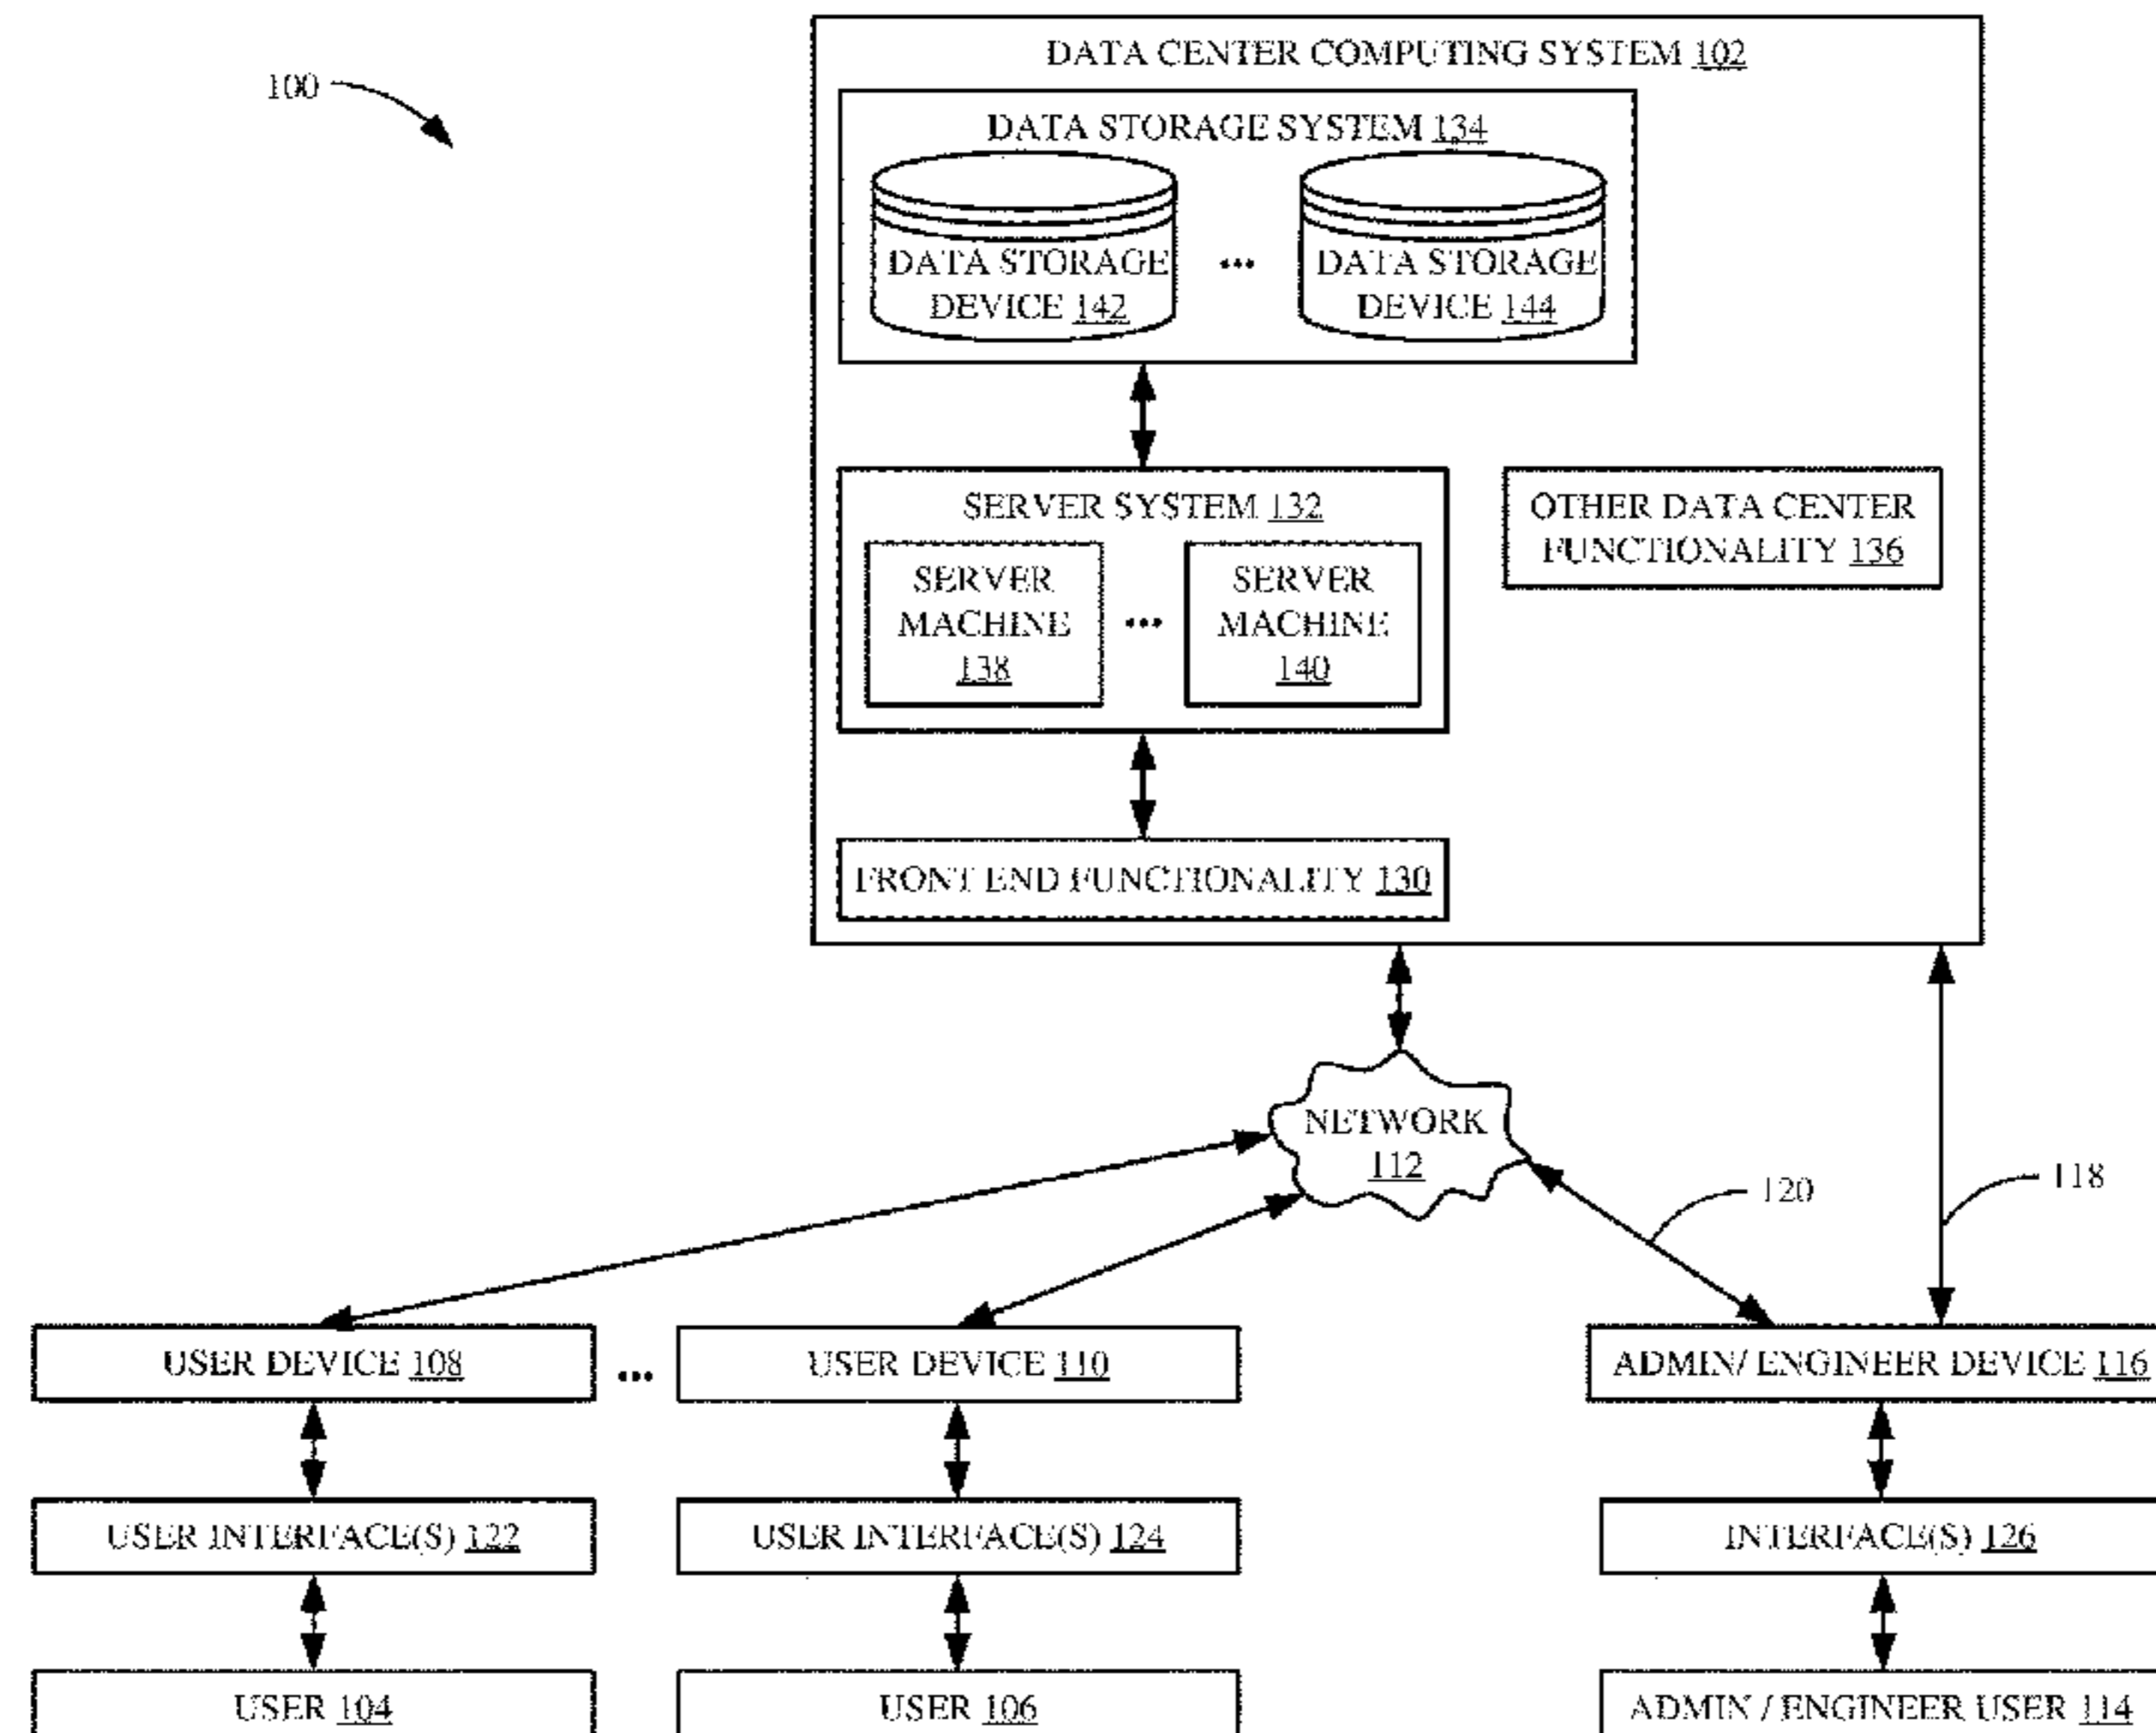 100
DATA CENTER COMPUTING SYSTEM 102
DATA STORAGE SYSTEM 134
DATA STORAGE
DEVICE 142
...
DATA STORAGE
DEVICE 144
SERVER SYSTEM 132
SERVER
MACHINE
138
...
SERVER
MACHINE
140
OTHER DATA CENTER
FUNCTIONALITY 136
FRONT END FUNCTIONALITY 130
NETWORK
112
120
118
USER DEVICE 108
...
USER DEVICE 110
ADMIN/ ENGINEER DEVICE 116
USER INTERFACE(S) 122
USER INTERFACE(S) 124
INTERFACE(S) 126
USER 104
USER 106
ADMIN / ENGINEER USER 114